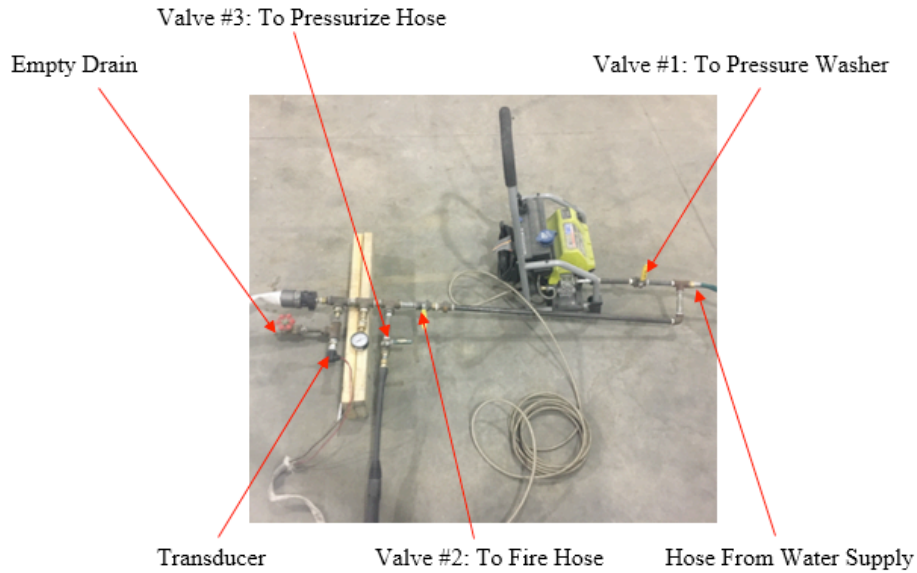 Valve #3: To Pressurize Hose
Empty Drain
Valve #1: To Pressure Washer
Transducer
Valve #2: To Fire Hose
Hose From Water Supply